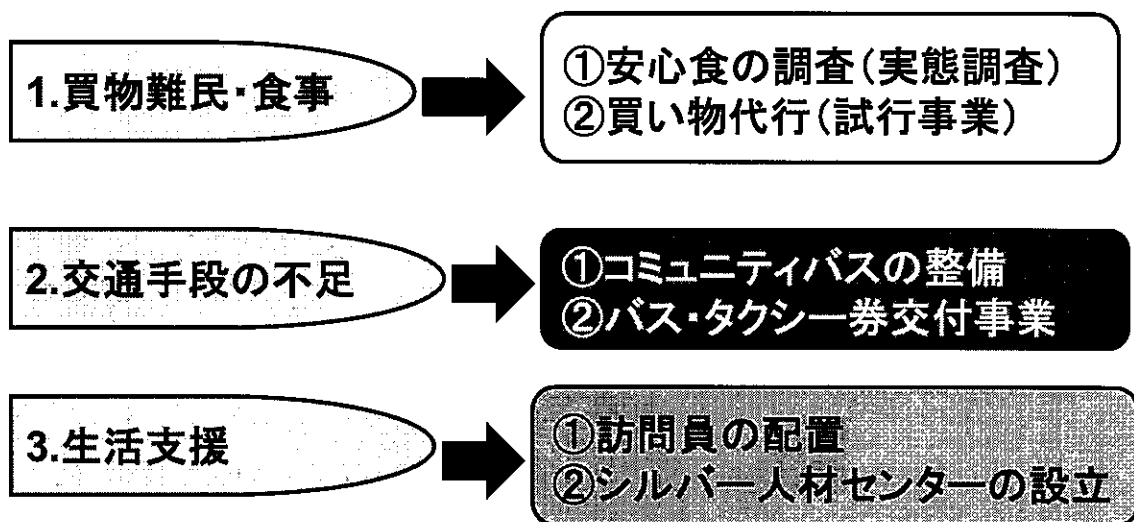 1.買物難民・食事
①安心食の調査(実態調査)
②買い物代行(試行事業)
2.交通手段の不足
①コミュニティバスの整備
②バス・タクシー券交付事業
3.生活支援
①訪問員の配置
②シルバー人材センターの設立